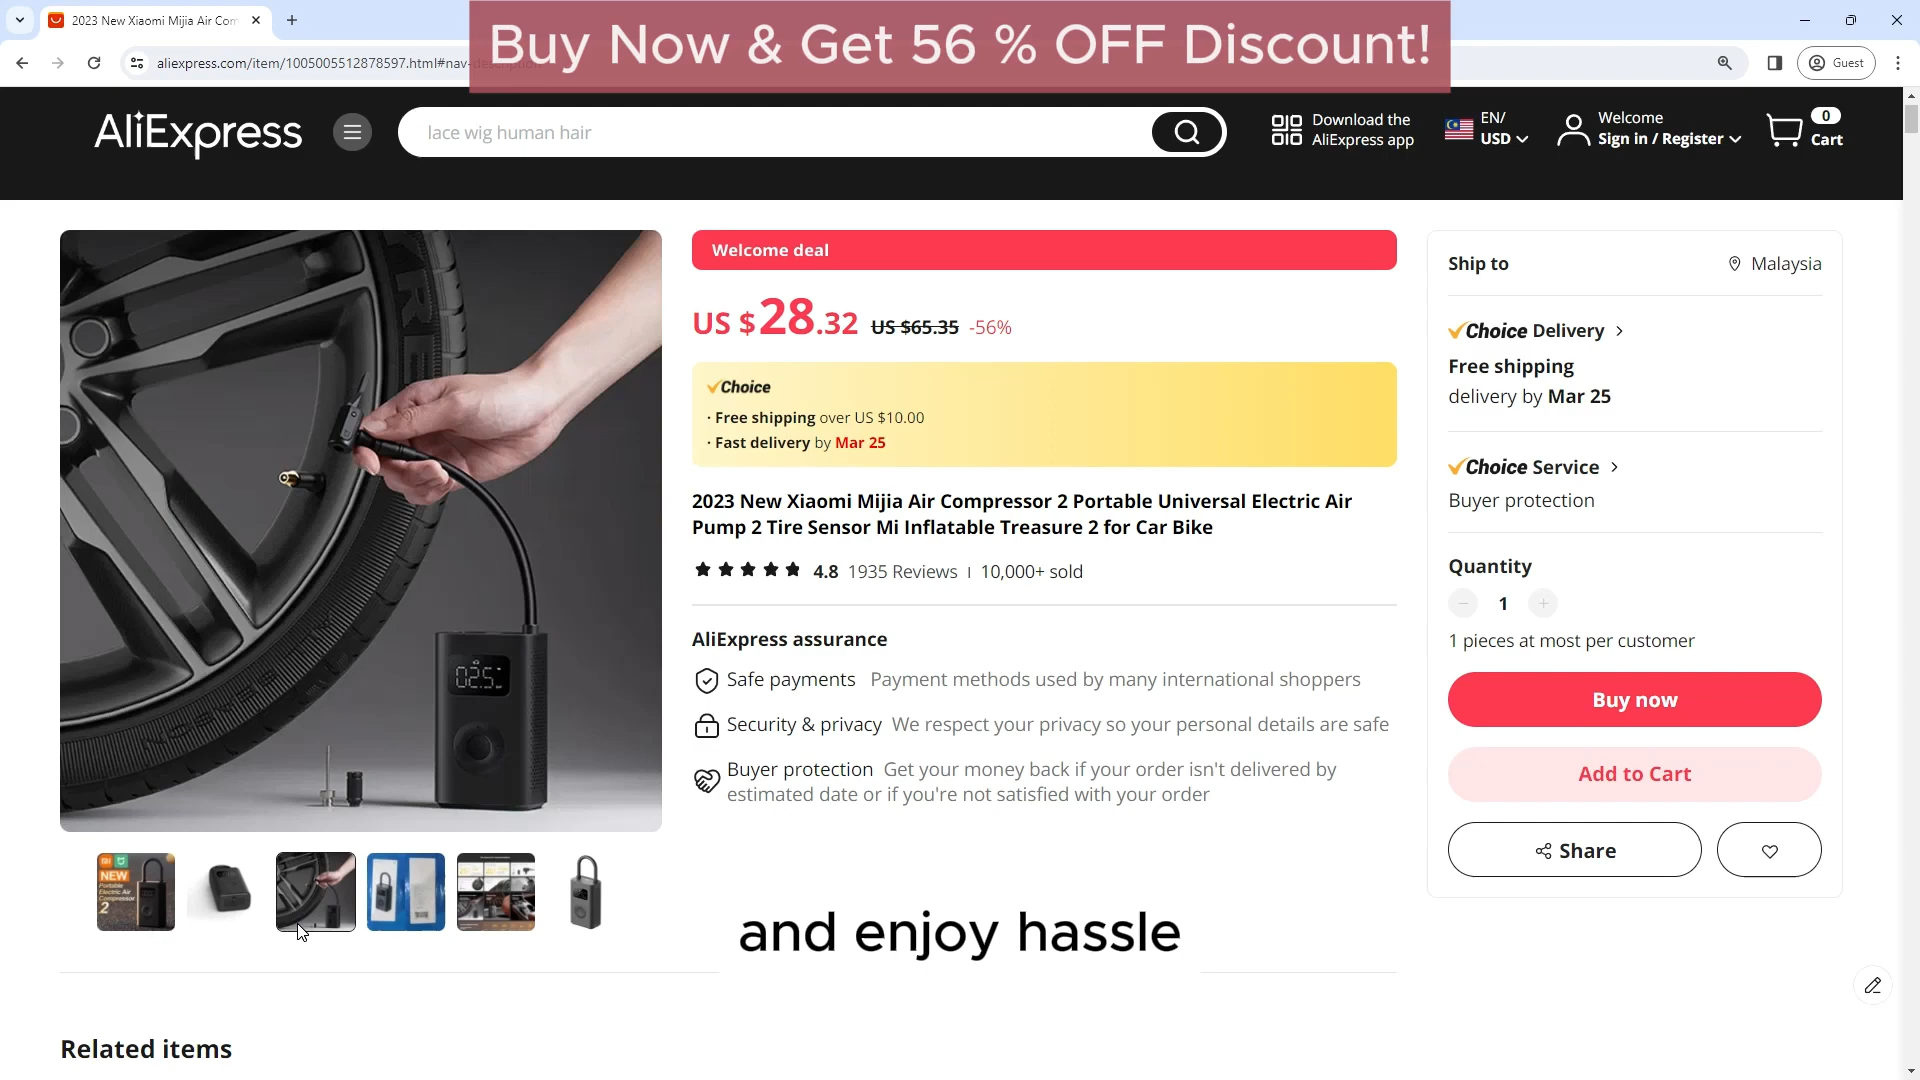 2023 New Xiaomi Mijia Air Com
Buy Now & Get 56 % OFF Discount!
aliexpress.com/item/1005005512878597.html#nav-description
Guest
AliExpress
lace wig human hair
Download the
AliExpress app
EN/
USD
Welcome
Sign in / Register
0
Cart
Welcome deal
US $28.32 US $65.35 -56%
Choice
· Free shipping over US $10.00
· Fast delivery by Mar 25
2023 New Xiaomi Mijia Air Compressor 2 Portable Universal Electric Air
Pump 2 Tire Sensor Mi Inflatable Treasure 2 for Car Bike
4.8 1935 Reviews 10,000+ sold
AliExpress assurance
Safe payments Payment methods used by many international shoppers
Security & privacy We respect your privacy so your personal details are safe
Buyer protection Get your money back if your order isn't delivered by
estimated date or if you're not satisfied with your order
Ship to
Malaysia
Choice Delivery
Free shipping
delivery by Mar 25
Choice Service
Buyer protection
Quantity
1
1 pieces at most per customer
Buy now
Add to Cart
Share
02.5
NEW
Portable
Electric Air
Compressor
2
and enjoy hassle
Related items